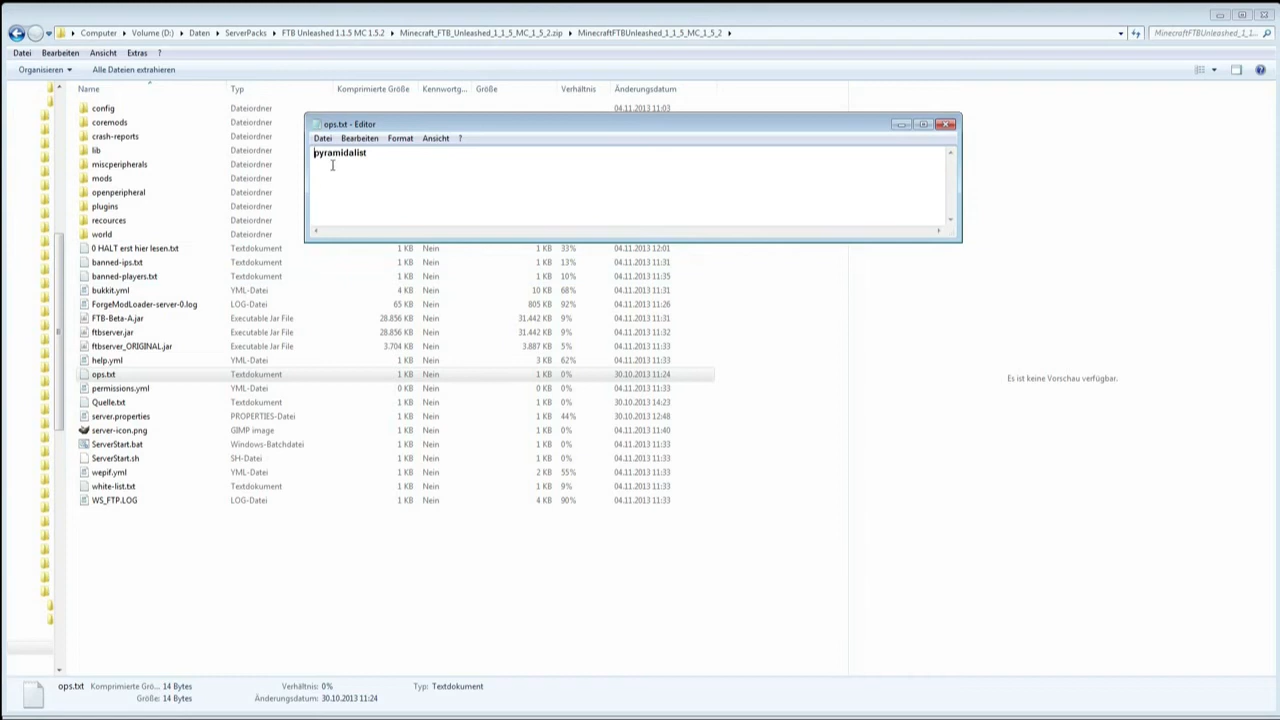 Computer ▸ Volume (D:) ▸ Daten ▸ ServerPacks ▸ FTB Unleashed 1.1.5 MC 1.5.2 ▸ Minecraft_FTB_Unleashed_1_1_5_MC_1_5_2.zip ▸ MinecraftFTBUnleashed_1_1_5_MC_1_5_2 ▸ MinecraftFTBUnleashed_1_1...
Datei Bearbeiten Ansicht Extras ?
Organisieren Alle Dateien extrahieren
Name Typ Komprimierte Größe Kennwortg... Größe Verhältnis Änderungsdatum
config Dateiordner 04.11.2013 11:03
coremods Dateiordner
crash-reports Dateiordner
lib Dateiordner
miscperipherals Dateiordner
mods Dateiordner
openperipheral Dateiordner
plugins Dateiordner
recources Dateiordner
world Dateiordner
ops.txt - Editor
Datei Bearbeiten Format Ansicht ?
pyramidalist
0 HALT erst hier lesen.txt Textdokument 1 KB Nein 1 KB 33% 04.11.2013 12:01
banned-ips.txt Textdokument 1 KB Nein 1 KB 13% 04.11.2013 11:31
banned-players.txt Textdokument 1 KB Nein 1 KB 10% 04.11.2013 11:35
bukkit.yml YML-Datei 4 KB Nein 10 KB 68% 04.11.2013 11:31
ForgeModLoader-server-0.log LOG-Datei 65 KB Nein 805 KB 92% 04.11.2013 11:26
FTB-Beta-A.jar Executable Jar File 28.856 KB Nein 31.442 KB 9% 04.11.2013 11:31
ftbserver.jar Executable Jar File 28.856 KB Nein 31.442 KB 9% 04.11.2013 11:32
ftbserver_ORIGINAL.jar Executable Jar File 3.704 KB Nein 3.887 KB 5% 04.11.2013 11:33
help.yml YML-Datei 1 KB Nein 3 KB 62% 04.11.2013 11:33
ops.txt Textdokument 1 KB Nein 1 KB 0% 30.10.2013 11:24
permissions.yml YML-Datei 0 KB Nein 0 KB 0% 04.11.2013 11:33
Quelle.txt Textdokument 1 KB Nein 1 KB 0% 30.10.2013 14:23
server.properties PROPERTIES-Datei 1 KB Nein 1 KB 44% 30.10.2013 12:48
server-icon.png GIMP image 1 KB Nein 1 KB 0% 04.11.2013 11:40
ServerStart.bat Windows-Batchdatei 1 KB Nein 1 KB 0% 04.11.2013 11:33
ServerStart.sh SH-Datei 1 KB Nein 1 KB 0% 04.11.2013 11:33
wepif.yml YML-Datei 1 KB Nein 2 KB 55% 04.11.2013 11:33
white-list.txt Textdokument 1 KB Nein 1 KB 9% 04.11.2013 11:33
WS_FTP.LOG LOG-Datei 1 KB Nein 4 KB 90% 04.11.2013 11:33
Es ist keine Vorschau verfügbar.
ops.txt Komprimierte Grö... 14 Bytes Verhältnis: 0% Typ: Textdokument
Größe: 14 Bytes Änderungsdatum: 30.10.2013 11:24